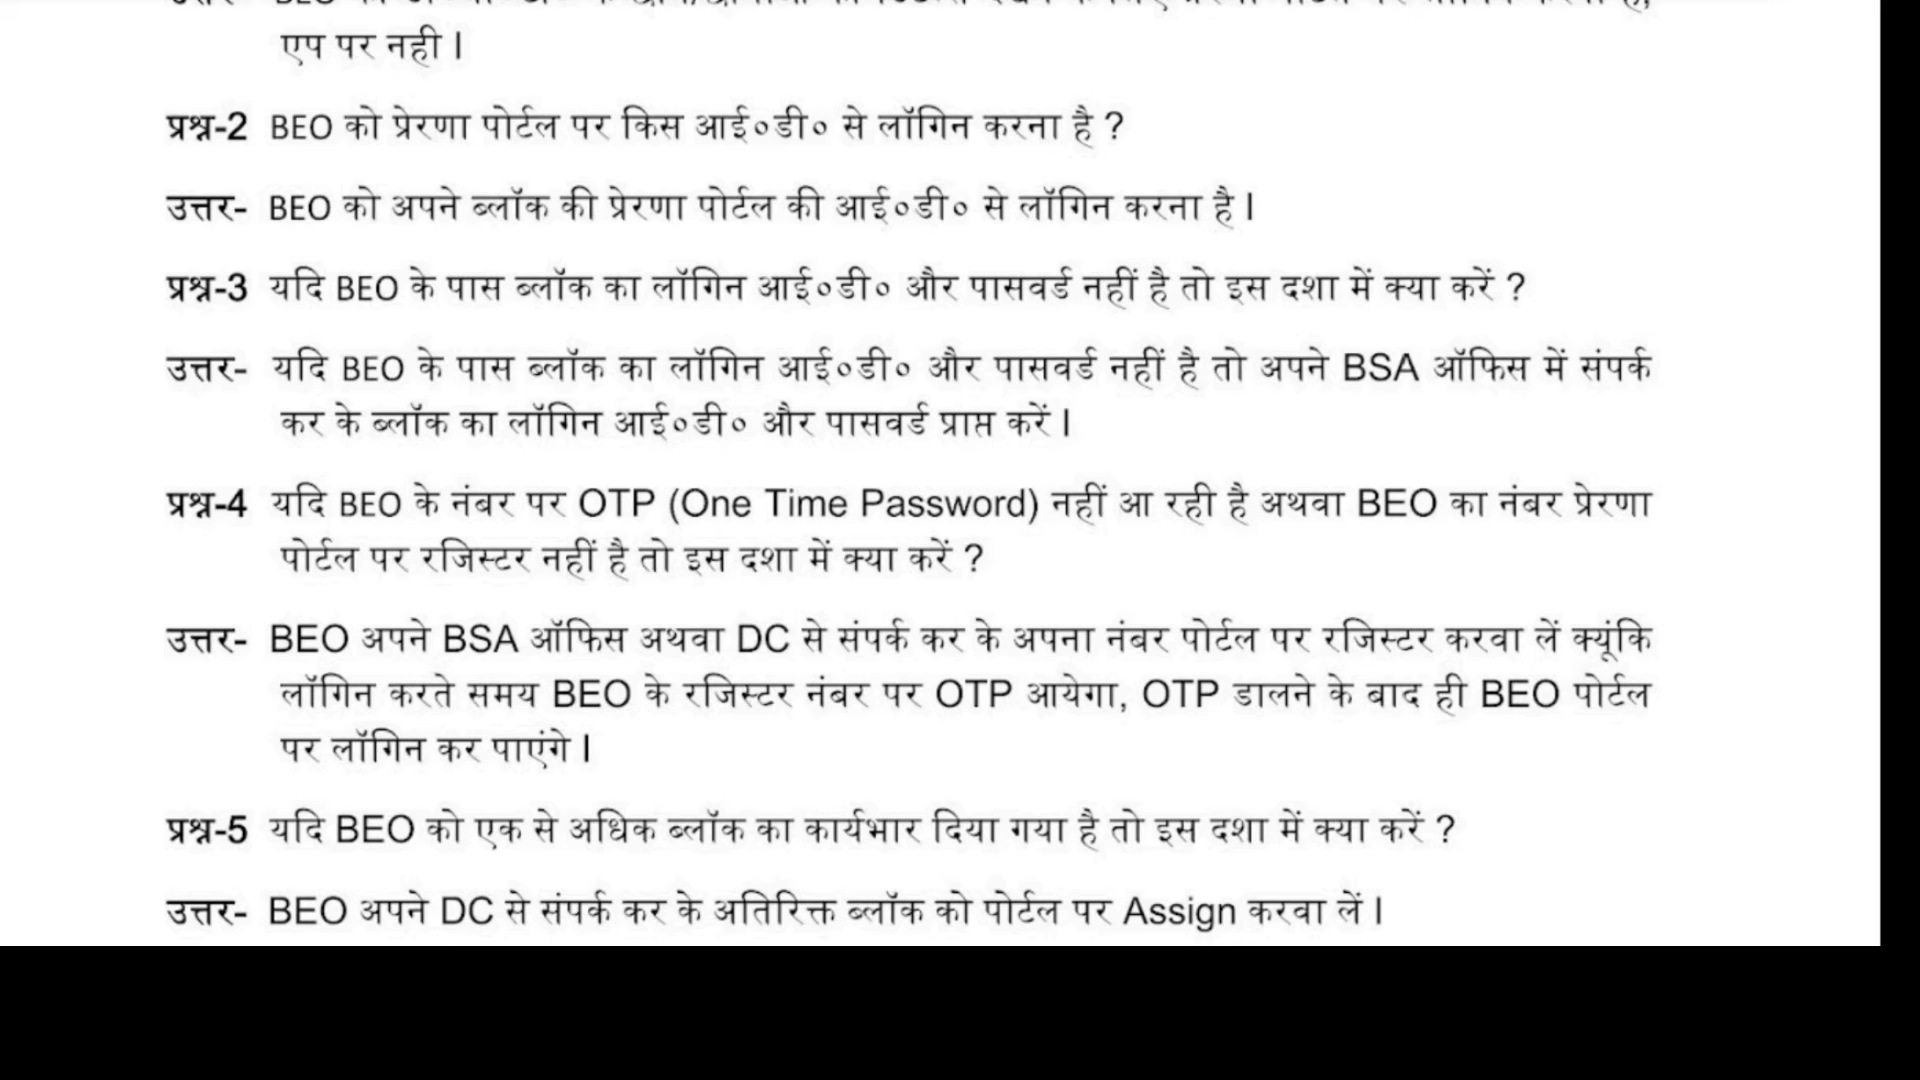 एप पर नही ।
प्रश्न-2 BEO को प्रेरणा पोर्टल पर किस आई०डी० से लॉगिन करना है ?
उत्तर- BEO को अपने ब्लॉक की प्रेरणा पोर्टल की आई०डी० से लॉगिन करना है ।
प्रश्न-3 यदि BEO के पास ब्लॉक का लॉगिन आई०डी० और पासवर्ड नहीं है तो इस दशा में क्या करें ?
उत्तर- यदि BEO के पास ब्लॉक का लॉगिन आई०डी० और पासवर्ड नहीं है तो अपने BSA ऑफिस में संपर्क
कर के ब्लॉक का लॉगिन आई०डी० और पासवर्ड प्राप्त करें ।
प्रश्न-4 यदि BEO के नंबर पर OTP (One Time Password) नहीं आ रही है अथवा BEO का नंबर प्रेरणा
पोर्टल पर रजिस्टर नहीं है तो इस दशा में क्या करें ?
उत्तर- BEO अपने BSA ऑफिस अथवा DC से संपर्क कर के अपना नंबर पोर्टल पर रजिस्टर करवा लें क्यूंकि
लॉगिन करते समय BEO के रजिस्टर नंबर पर OTP आयेगा, OTP डालने के बाद ही BEO पोर्टल
पर लॉगिन कर पाएंगे ।
प्रश्न-5 यदि BEO को एक से अधिक ब्लॉक का कार्यभार दिया गया है तो इस दशा में क्या करें ?
उत्तर- BEO अपने DC से संपर्क कर के अतिरिक्त ब्लॉक को पोर्टल पर Assign करवा लें ।